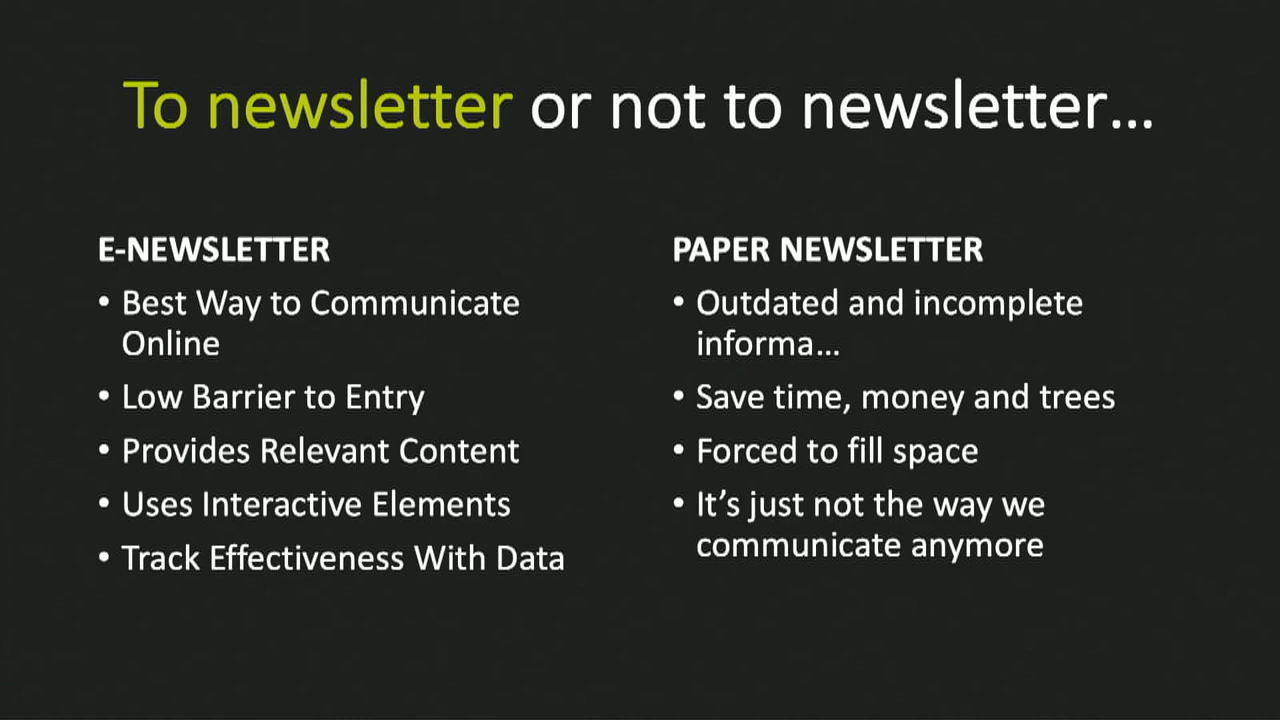 To newsletter or not to newsletter...
E-NEWSLETTER
• Best Way to Communicate
Online
• Low Barrier to Entry
• Provides Relevant Content
• Uses Interactive Elements
• Track Effectiveness With Data
PAPER NEWSLETTER
• Outdated and incomplete
informa...
• Save time, money and trees
• Forced to fill space
• It’s just not the way we
communicate anymore